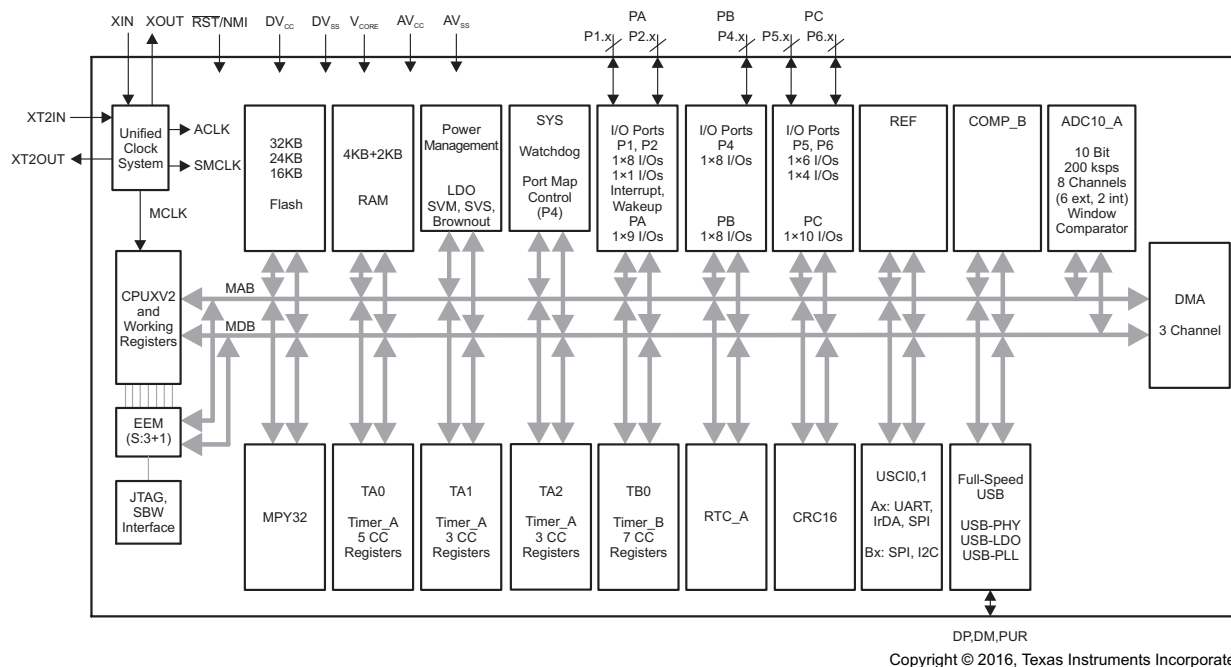 XIN
XOUT
RST/NMI
DVCC
DVSS
VCORE
AVCC
AVSS
PA
P1.x
P2.x
PB
P4.x
PC
P5.x
P6.x
XT2IN
XT2OUT
Unified
Clock
System
ACLK
SMCLK
MCLK
32KB
24KB
16KB
Flash
4KB+2KB
RAM
Power
Management
LDO
SVM, SVS,
Brownout
SYS
Watchdog
Port Map
Control
(P4)
I/O Ports
P1, P2
1×8 I/Os
1×1 I/Os
Interrupt,
Wakeup
PA
1×9 I/Os
I/O Ports
P4
1×8 I/Os
PB
1×8 I/Os
I/O Ports
P5, P6
1×6 I/Os
1×4 I/Os
PC
1×10 I/Os
REF
COMP_B
ADC10_A
10 Bit
200 ksps
8 Channels
(6 ext, 2 int)
Window
Comparator
CPUXV2
and
Working
Registers
MAB
MDB
DMA
3 Channel
EEM
(S:3+1)
JTAG,
SBW
Interface
MPY32
TA0
Timer_A
5 CC
Registers
TA1
Timer_A
3 CC
Registers
TA2
Timer_A
3 CC
Registers
TB0
Timer_B
7 CC
Registers
RTC_A
CRC16
USCI0,1
Ax: UART,
IrDA, SPI
Bx: SPI, I2C
Full-Speed
USB
USB-PHY
USB-LDO
USB-PLL
DP,DM,PUR
Copyright © 2016, Texas Instruments Incorporate